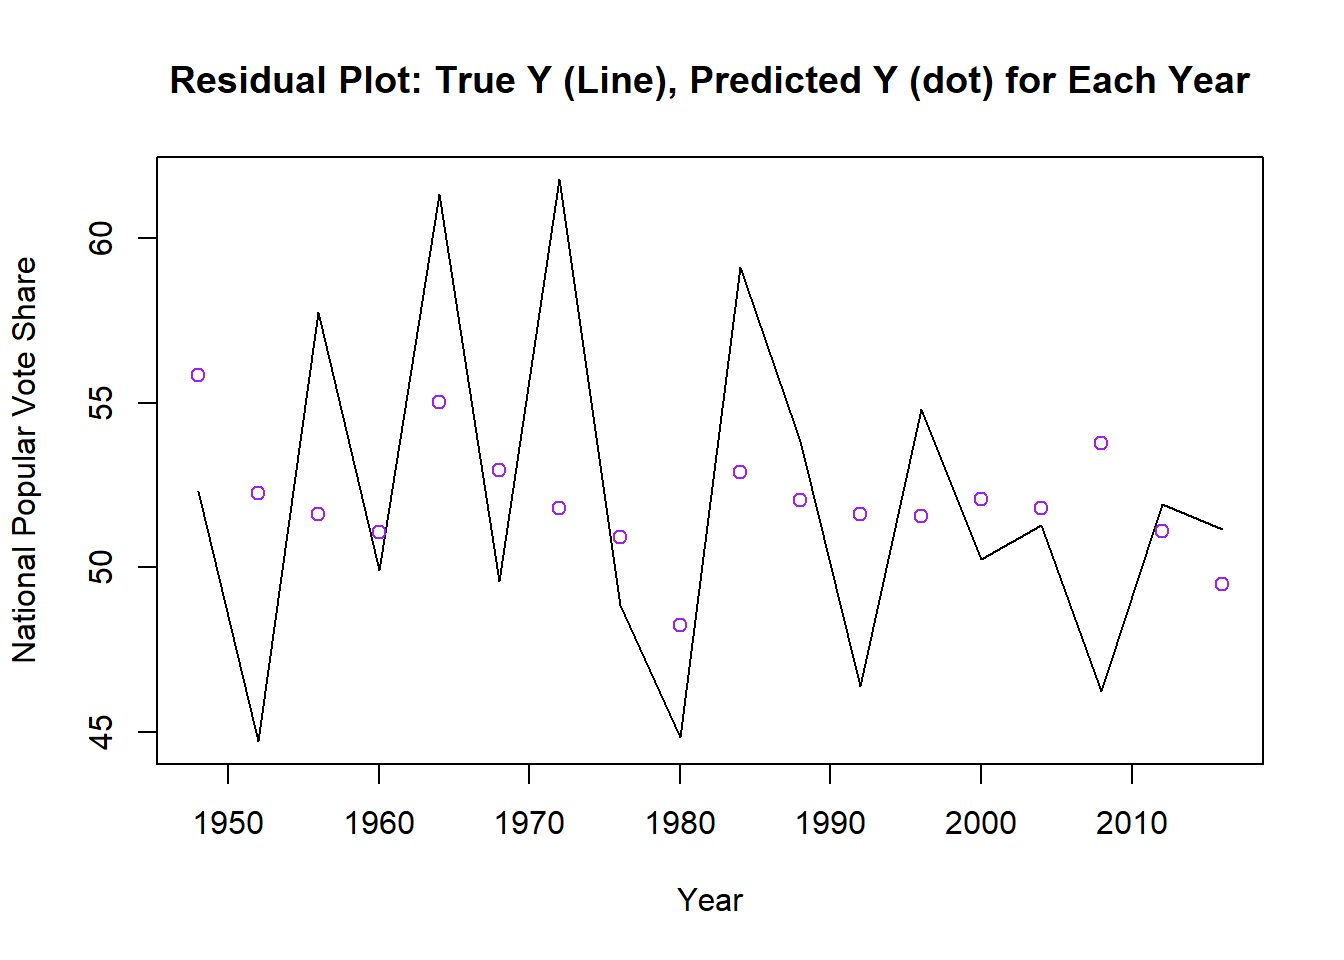 Residual Plot: True Y (Line), Predicted Y (dot) for Each Year
National Popular Vote Share
60
55
50
45
1950 1960 1970 1980 1990 2000 2010
Year